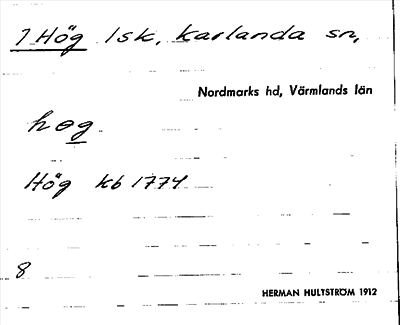 1 Hög lsk, Karlanda sn,
Nordmarks hd, Värmlands län
høg
Hög kb 1774
8
HERMAN HULTSTRÖM 1912